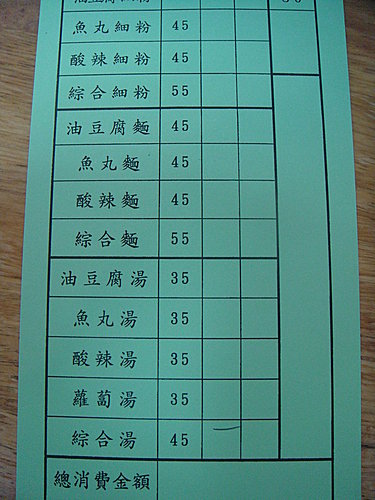 魚丸細粉 45
酸辣細粉 45
綜合細粉 55
油豆腐麵 45
魚丸麵 45
酸辣麵 45
綜合麵 55
油豆腐湯 35
魚丸湯 35
酸辣湯 35
蘿蔔湯 35
綜合湯 45
總消費金額